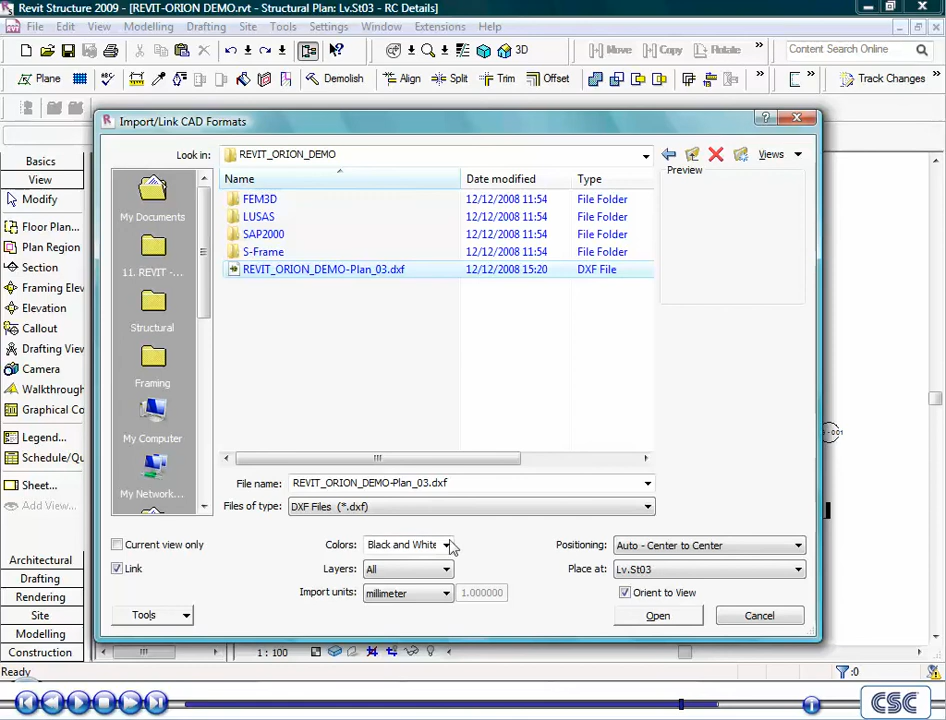 Revit Structure 2009 - [REVIT-ORION DEMO.rvt - Structural Plan: Lv.St03 - RC Details]
File Edit View Modelling Drafting Site Tools Settings Window Extensions Help
3D Move Copy Rotate » Content Search Online
Plane Demolish Align Split Trim Offset » Track Changes »
Import/Link CAD Formats
Look in: REVIT_ORION_DEMO Views
Name Date modified Type Preview
FEM3D 12/12/2008 11:54 File Folder
LUSAS 12/12/2008 11:54 File Folder
SAP2000 12/12/2008 11:54 File Folder
S-Frame 12/12/2008 11:54 File Folder
REVIT_ORION_DEMO-Plan_03.dxf 12/12/2008 15:20 DXF File
My Documents
11. REVIT -...
Structural
Framing
My Computer
My Network...
File name: REVIT_ORION_DEMO-Plan_03.dxf
Files of type: DXF Files (*.dxf)
Current view only
Link
Colors: Black and White
Layers: All
Import units: millimeter 1.000000
Positioning: Auto - Center to Center
Place at: Lv.St03
Orient to View
Tools Open Cancel
Basics
View
Modify
Floor Plan...
Plan Region
Section
Framing Ele
Elevation
Callout
Drafting View
Camera
Walkthrough
Graphical Co
Legend...
Schedule/Qu
Sheet...
Add View...
Architectural
Drafting
Rendering
Site
Modelling
Construction
1 : 100
Ready
:0
CSC